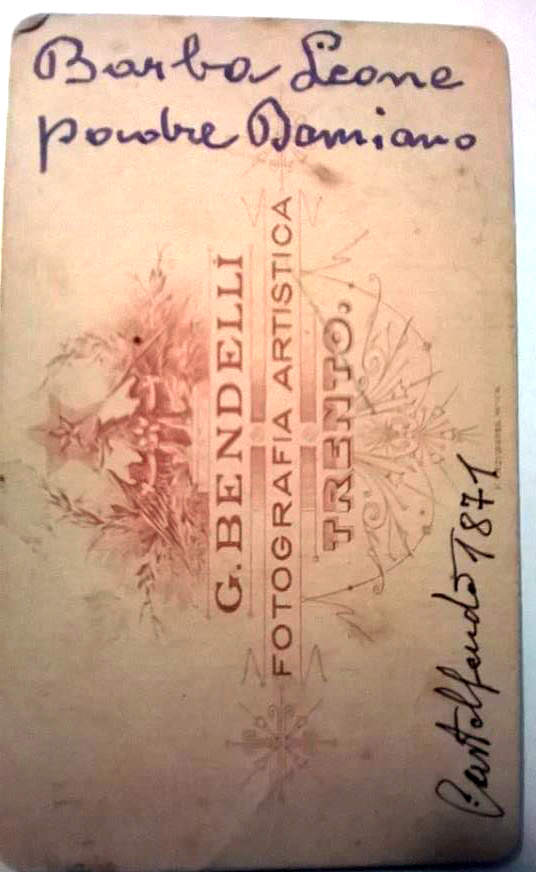 Barba Leone
padre Damiano
G. BENDELLI
FOTOGRAFIA ARTISTICA
TRENTO.
Castelfondo 1871